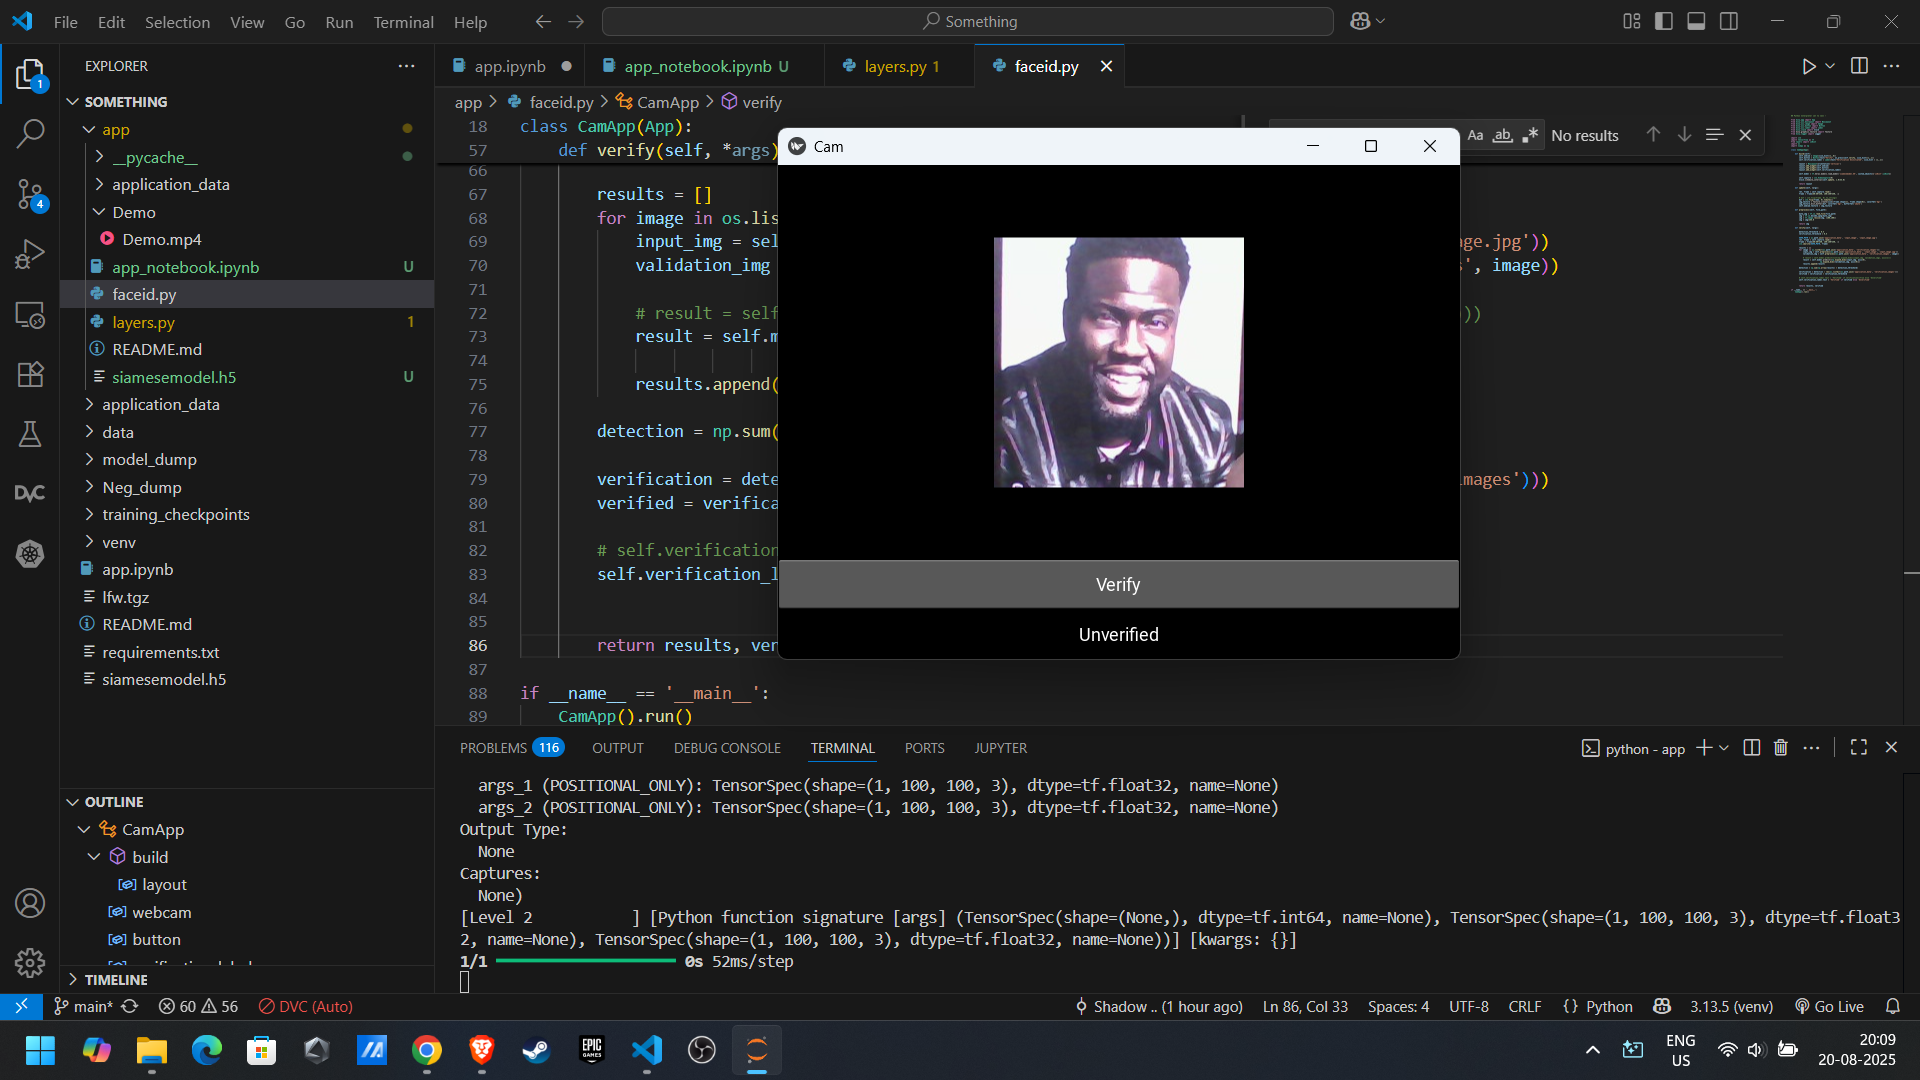 File Edit Selection View Go Run Terminal Help
Something
EXPLORER
SOMETHING
app
__pycache__
application_data
Demo
Demo.mp4
app_notebook.ipynb U
faceid.py
layers.py 1
README.md
siamesemodel.h5 U
application_data
data
model_dump
Neg_dump
training_checkpoints
venv
app.ipynb
lfw.tgz
README.md
requirements.txt
siamesemodel.h5
OUTLINE
CamApp
build
layout
webcam
button
TIMELINE
1
4
DVC
app.ipynb
app_notebook.ipynb U
layers.py 1
faceid.py
app > faceid.py > CamApp > verify
Aa ab No results
18 class CamApp(App):
57 def verify(self, *args)
66
67 results = []
68 for image in os.lis
69 input_img = sel ge.jpg'))
70 validation_img ', image))
71
72 # result = self ))
73 result = self.m
74
75 results.append(
76
77 detection = np.sum(
78
79 verification = dete images')))
80 verified = verifica
81
82 # self.verification
83 self.verification_l
84
85
86 return results, ver
87
88 if __name__ == '__main__':
89 CamApp().run()
Cam
Verify
Unverified
PROBLEMS 116 OUTPUT DEBUG CONSOLE TERMINAL PORTS JUPYTER
python - app
args_1 (POSITIONAL_ONLY): TensorSpec(shape=(1, 100, 100, 3), dtype=tf.float32, name=None)
args_2 (POSITIONAL_ONLY): TensorSpec(shape=(1, 100, 100, 3), dtype=tf.float32, name=None)
Output Type:
None
Captures:
None)
[Level 2 ] [Python function signature [args] (TensorSpec(shape=(None,), dtype=tf.int64, name=None), TensorSpec(shape=(1, 100, 100, 3), dtype=tf.float3
2, name=None), TensorSpec(shape=(1, 100, 100, 3), dtype=tf.float32, name=None))] [kwargs: {}]
1/1 0s 52ms/step
main* 60 56 DVC (Auto)
Shadow .. (1 hour ago) Ln 86, Col 33 Spaces: 4 UTF-8 CRLF {} Python 3.13.5 (venv) Go Live
EPIC
GAMES
ENG
US
20:09
20-08-2025